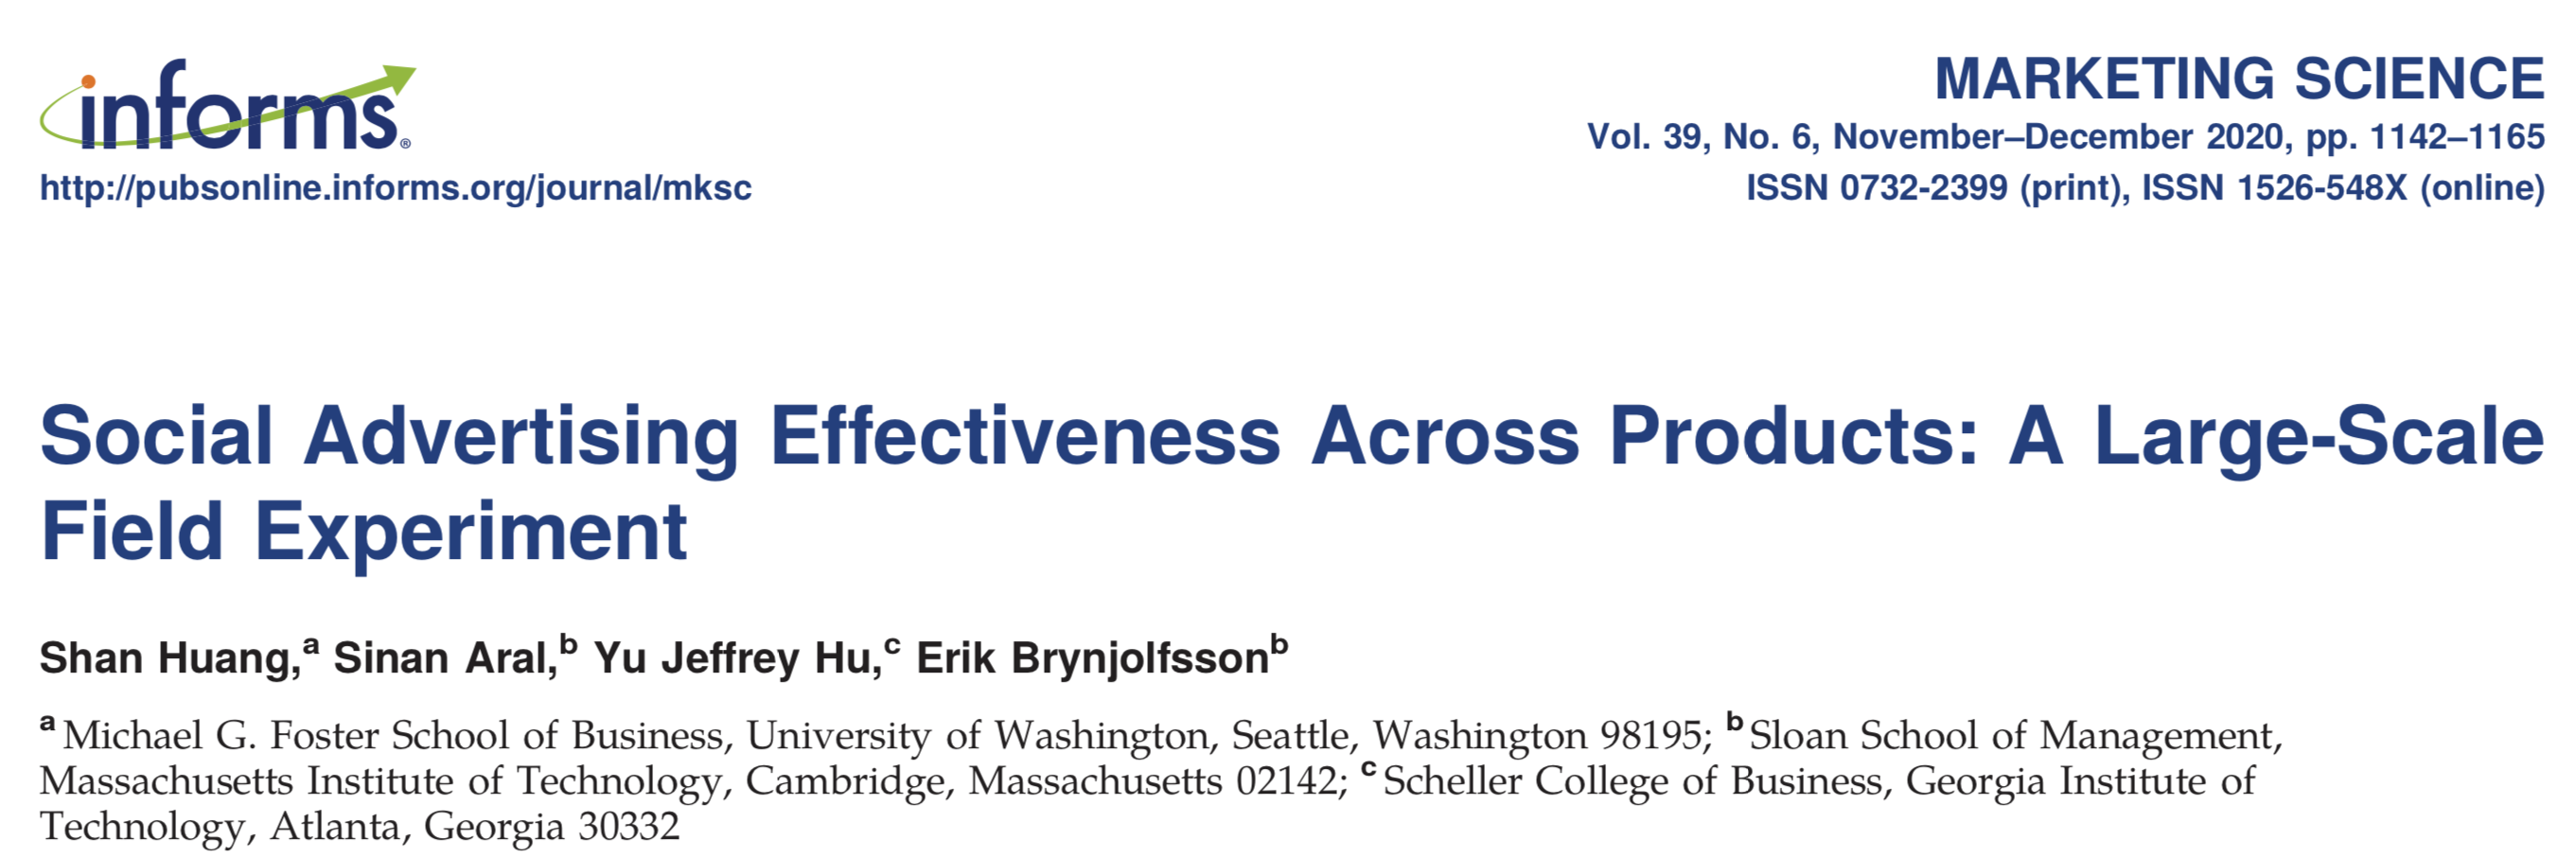 informs®
http://pubsonline.informs.org/journal/mksc
MARKETING SCIENCE
Vol. 39, No. 6, November–December 2020, pp. 1142–1165
ISSN 0732-2399 (print), ISSN 1526-548X (online)
Social Advertising Effectiveness Across Products: A Large-Scale
Field Experiment
Shan Huang,ᵃ Sinan Aral,ᵇ Yu Jeffrey Hu,ᶜ Erik Brynjolfssonᵇ
ᵃ Michael G. Foster School of Business, University of Washington, Seattle, Washington 98195; ᵇ Sloan School of Management,
Massachusetts Institute of Technology, Cambridge, Massachusetts 02142; ᶜ Scheller College of Business, Georgia Institute of
Technology, Atlanta, Georgia 30332